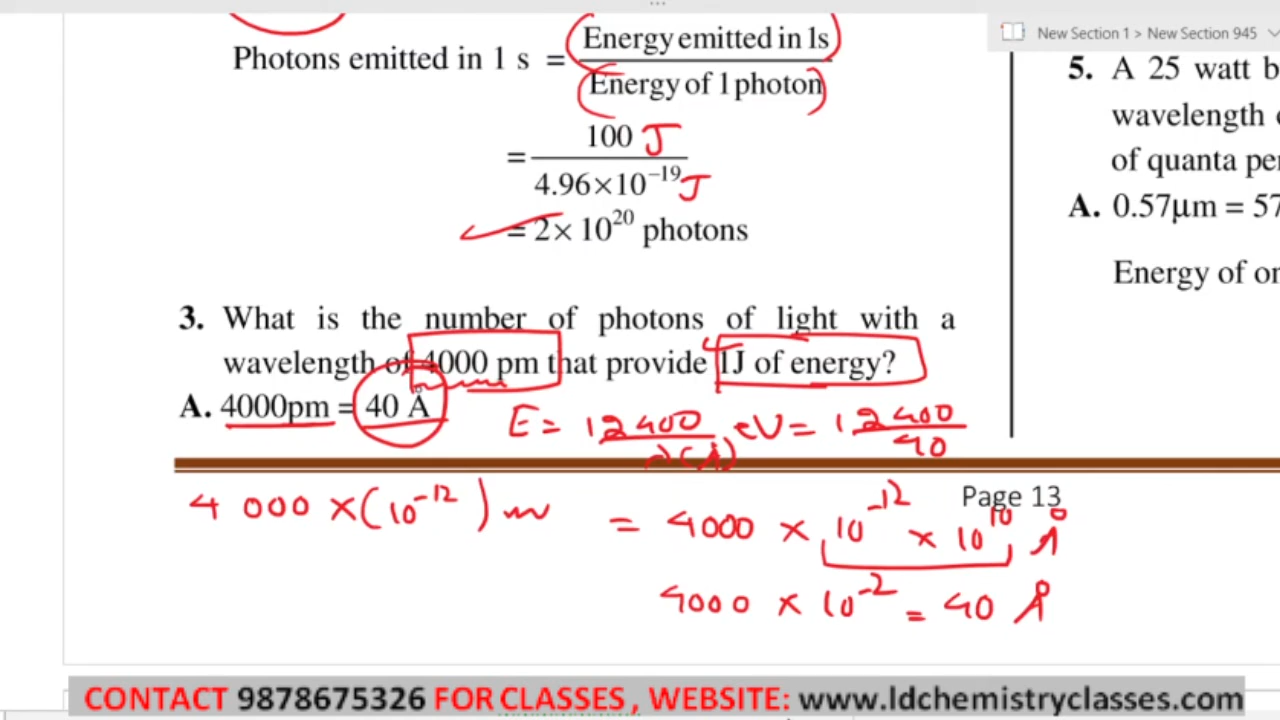 New Section 1 > New Section 945
Photons emitted in 1 s = Energy emitted in 1s
Energy of 1 photon
= 100 J
4.96×10⁻¹⁹ J
= 2× 10²⁰ photons
3. What is the number of photons of light with a
wavelength of 4000 pm that provide 1J of energy?
A. 4000pm = 40 Å
E = 12400 eV = 12400
λ(Å) 40
Page 13
4000 × (10⁻¹²) m = 4000 × 10⁻¹² × 10¹⁰ Å
4000 × 10⁻² = 40 Å
5. A 25 watt b
wavelength
of quanta pe
A. 0.57μm = 57
Energy of o
CONTACT 9878675326 FOR CLASSES , WEBSITE: www.ldchemistryclasses.com